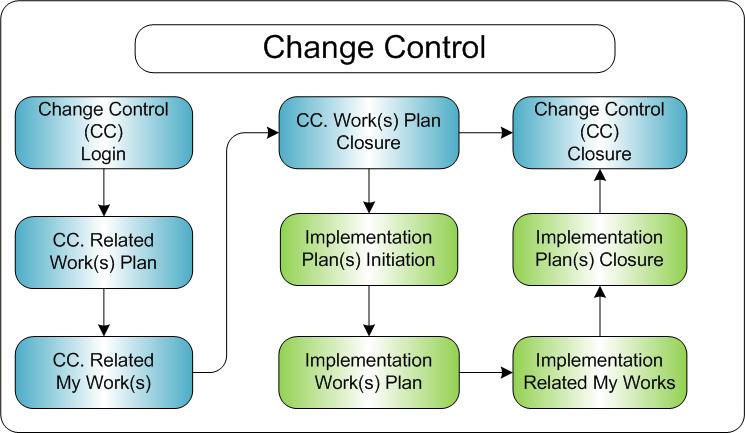 Change Control
Change Control
(CC)
Login
CC. Related
Work(s) Plan
CC. Related
My Work(s)
CC. Work(s) Plan
Closure
Implementation
Plan(s) Initiation
Implementation
Work(s) Plan
Implementation
Related My Works
Implementation
Plan(s) Closure
Change Control
(CC)
Closure